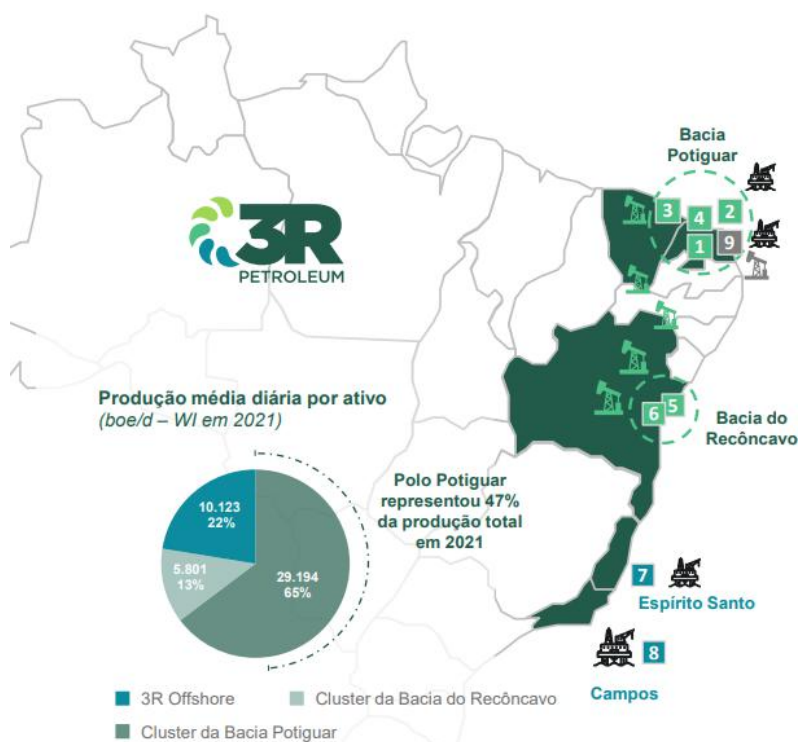 Bacia
Potiguar
3
4
2
1
9
3R
PETROLEUM
Produção média diária por ativo
(boe/d – WI em 2021)
5
6
Bacia do
Recôncavo
Polo Potiguar
representou 47%
da produção total
em 2021
10.123
22%
5.801
13%
29.194
65%
7
Espírito Santo
8
Campos
3R Offshore
Cluster da Bacia do Recôncavo
Cluster da Bacia Potiguar